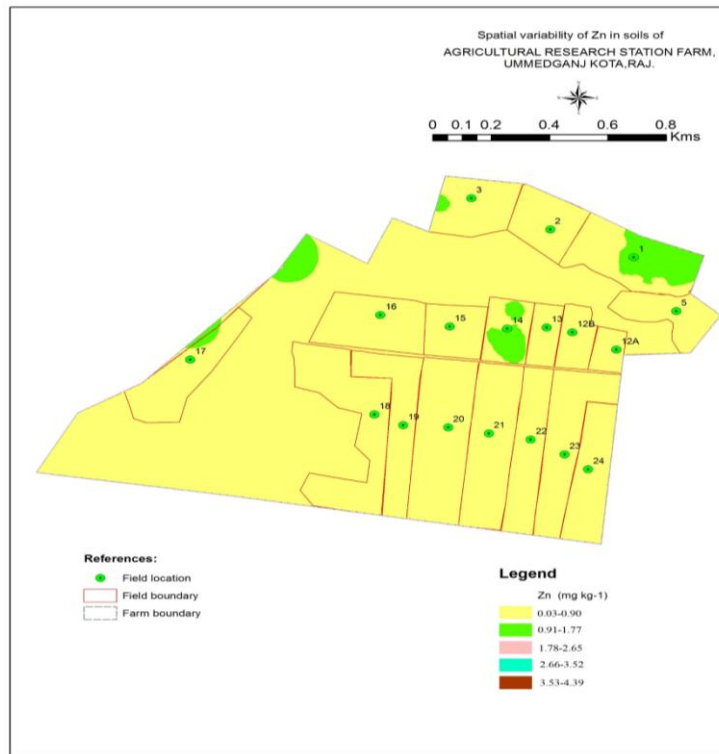 Spatial variability of Zn in soils of
AGRICULTURAL RESEARCH STATION FARM,
UMMEDGANJ KOTA,RAJ.
0 0.1 0.2 0.4 0.6 0.8
Kms
3
2
1
5
16
15
14
13
12B
12A
17
18
19
20
21
22
23
24
References:
Field location
Field boundary
Farm boundary
Legend
Zn (mg kg-1)
0.03-0.90
0.91-1.77
1.78-2.65
2.66-3.52
3.53-4.39